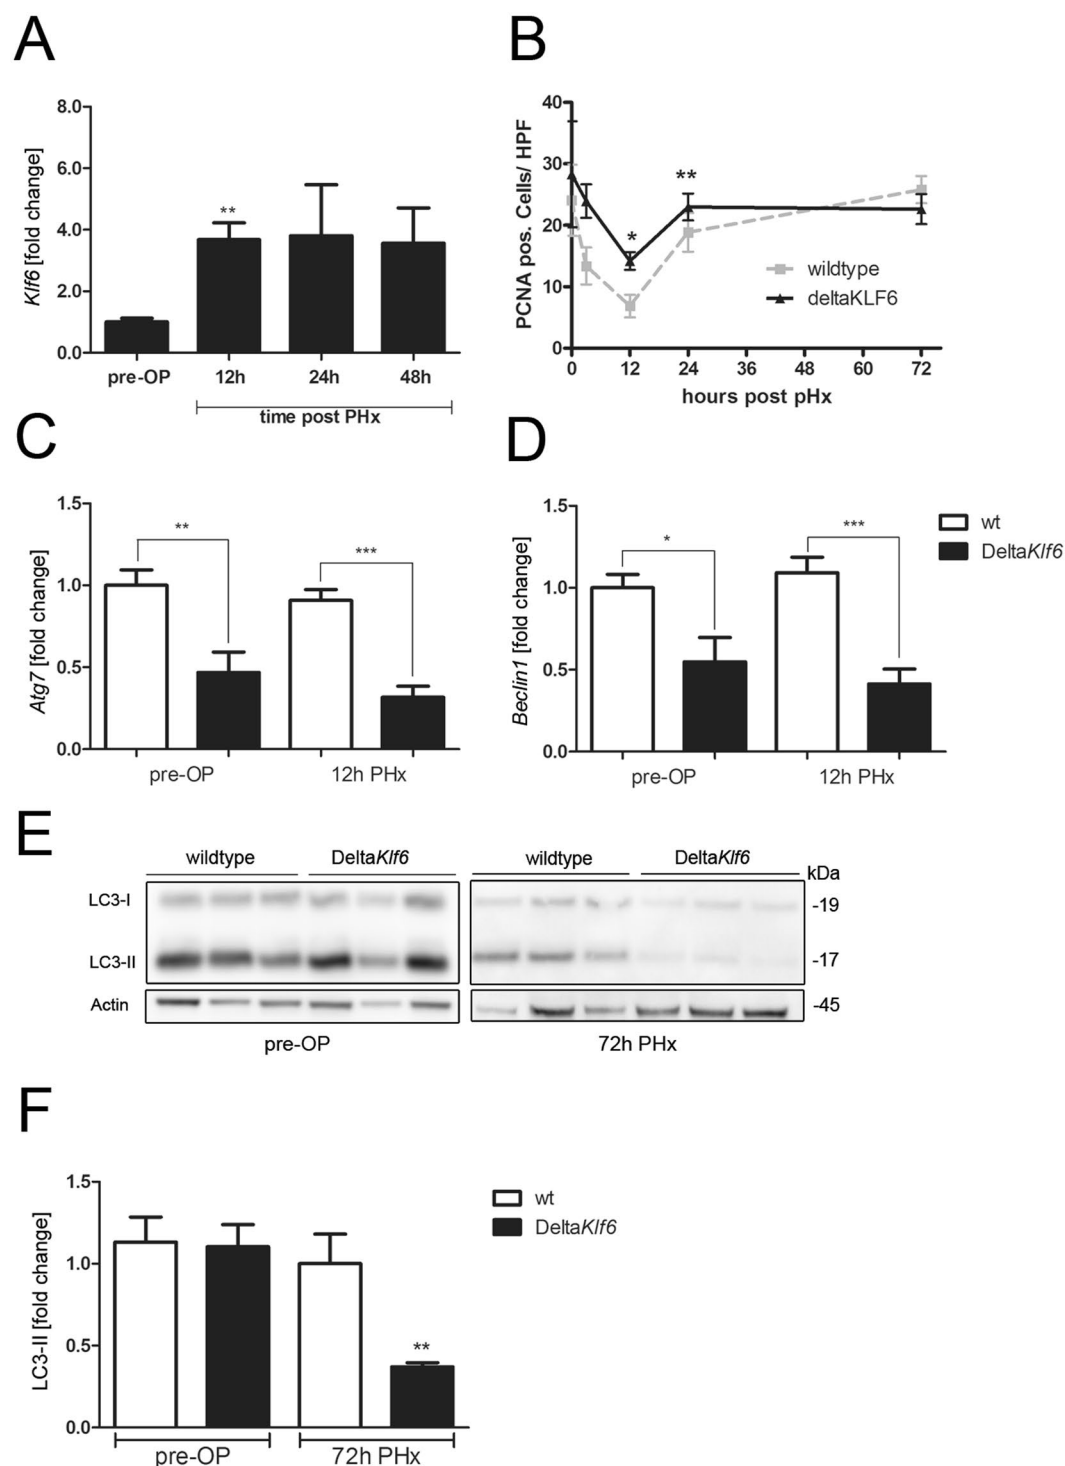 A
Klf6 [fold change]
8.0
6.0
4.0
2.0
0.0
**
pre-OP 12h 24h 48h
time post PHx
B
PCNA pos. Cells/ HPF
40
30
20
10
0
*
**
wildtype
deltaKLF6
0 12 24 36 48 60 72
hours post pHx
C
Atg7 [fold change]
1.5
1.0
0.5
0.0
**
***
pre-OP 12h PHx
D
Beclin1 [fold change]
1.5
1.0
0.5
0.0
*
***
pre-OP 12h PHx
wt
DeltaKlf6
E
wildtype DeltaKlf6 wildtype DeltaKlf6
kDa
LC3-I -19
LC3-II -17
Actin -45
pre-OP 72h PHx
F
LC3-II [fold change]
1.5
1.0
0.5
0.0
**
pre-OP 72h PHx
wt
DeltaKlf6